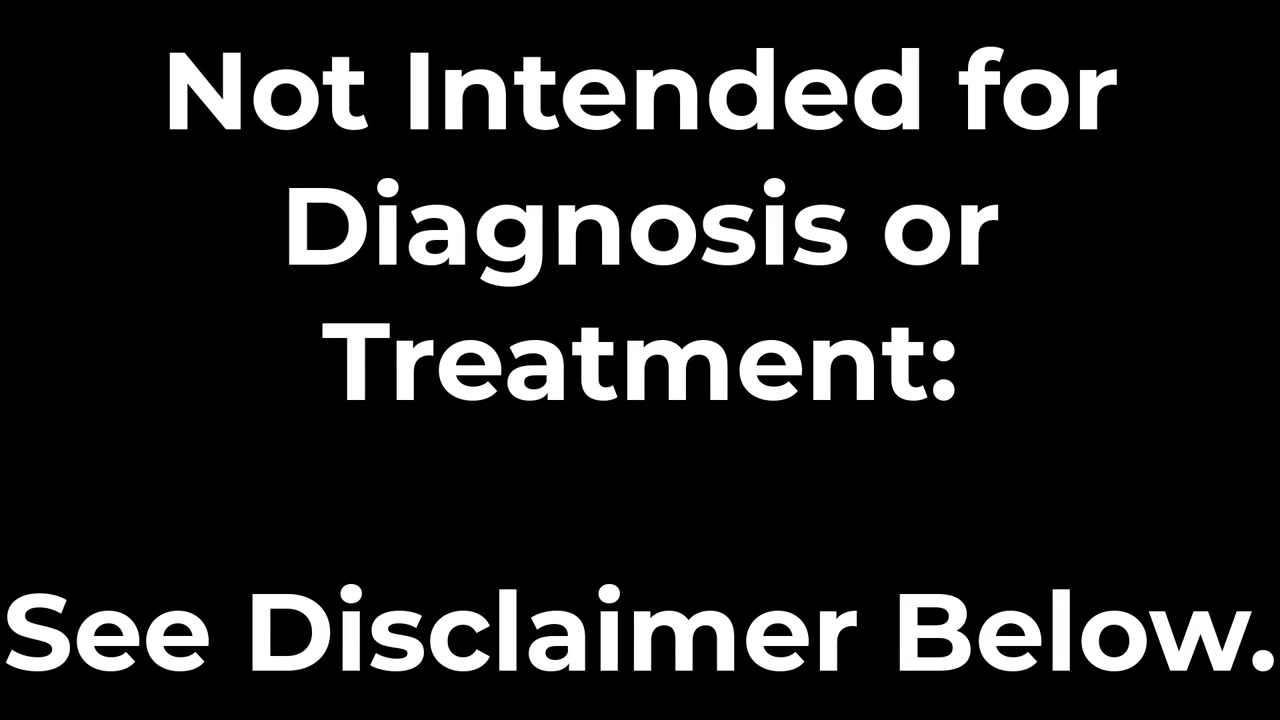 Not Intended for
Diagnosis or
Treatment:
See Disclaimer Below.